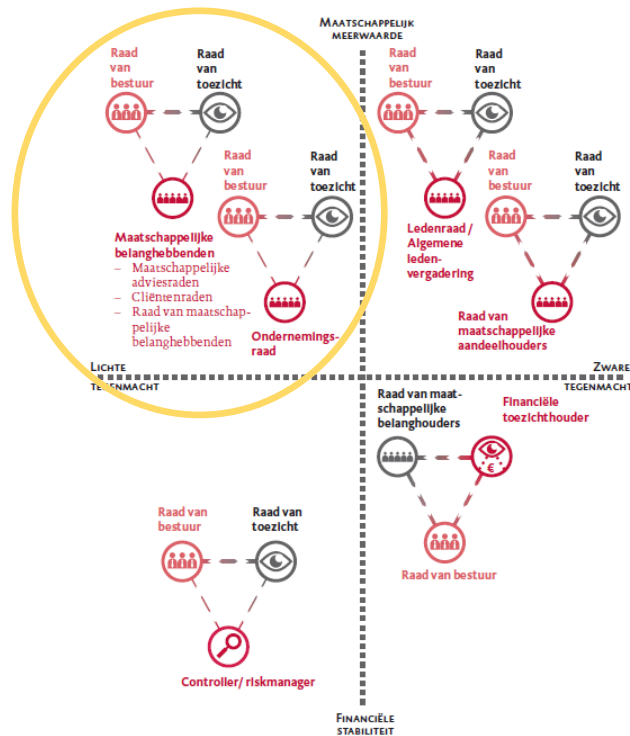 MAATSCHAPPELIJK
MEERWAARDE
Raad
van
bestuur
Raad
van
toezicht
Maatschappelijke
belanghebbenden
– Maatschappelijke
adviesraden
– Cliëntenraden
– Raad van maatschap-
pelijke
belanghebbenden
Raad
van
bestuur
Raad
van
toezicht
Ondernemings-
raad
Raad
van
bestuur
Raad
van
toezicht
Ledenraad /
Algemene
leden-
vergadering
Raad
van
bestuur
Raad
van
toezicht
Raad van
maatschappelijke
aandeelhouders
LICHTE
TEGENMACHT
ZWARE
TEGENMACHT
Raad van maat-
schappelijke
belanghouders
Financiële
toezichthouder
€
Raad van bestuur
Raad van
bestuur
Raad van
toezicht
Controller/ riskmanager
FINANCIËLE
STABILITEIT